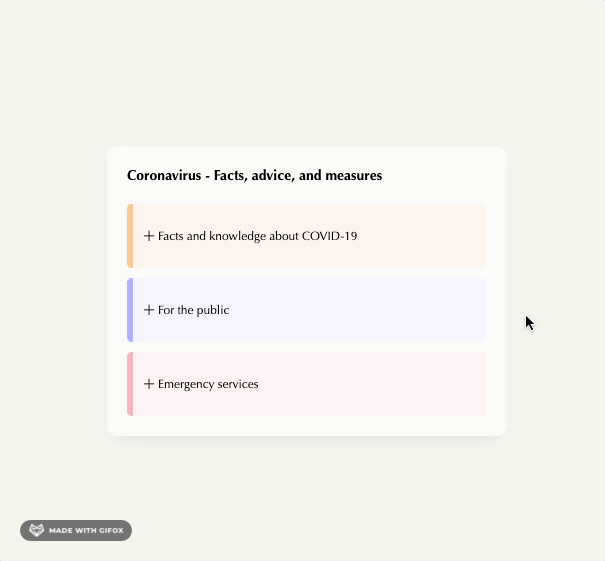 Coronavirus - Facts, advice, and measures
+ Facts and knowledge about COVID-19
+ For the public
+ Emergency services
MADE WITH GIFOX